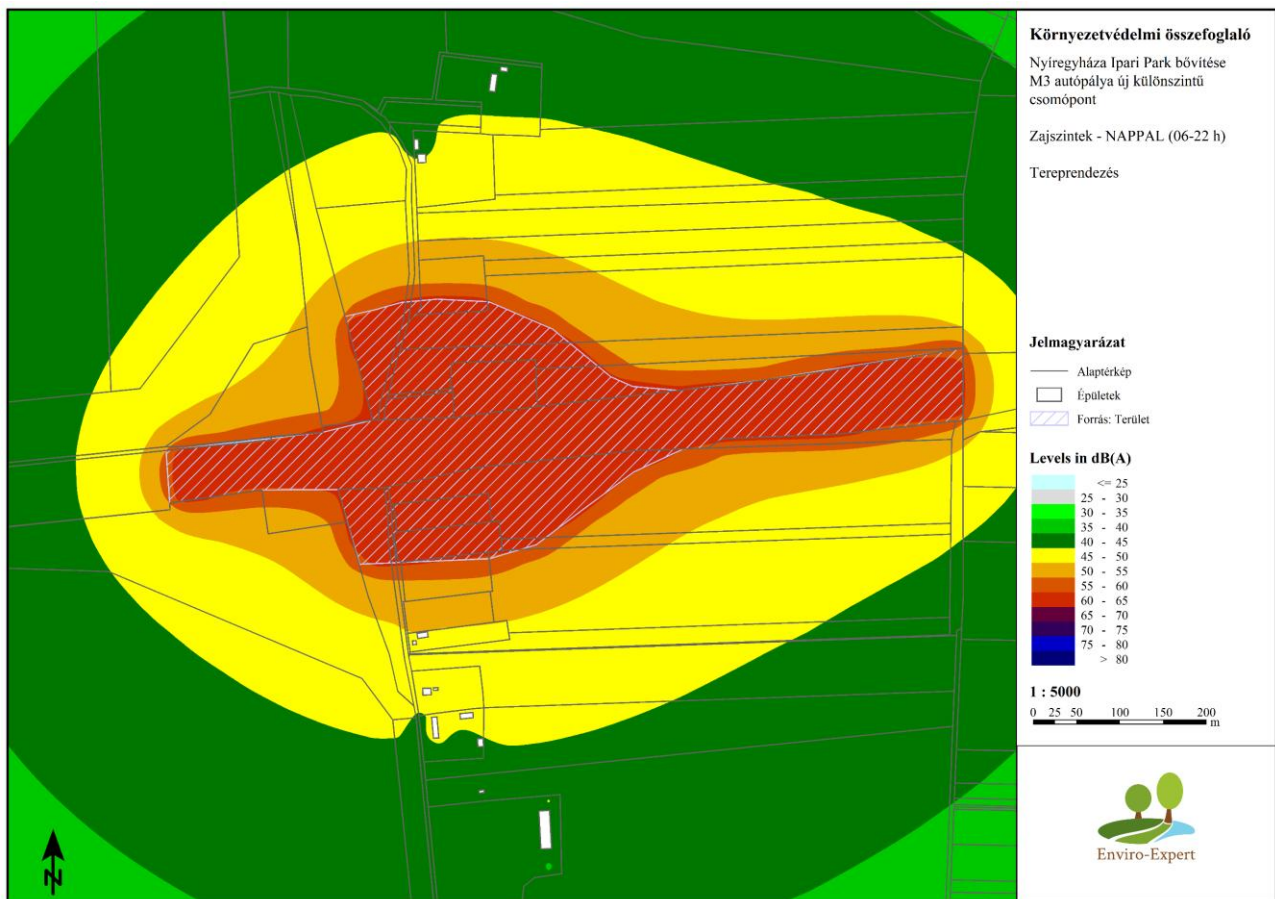 Környezetvédelmi összefoglaló
Nyíregyháza Ipari Park bővítése
M3 autópálya új különszintű
csomópont
Zajszintek - NAPPAL (06-22 h)
Tereprendezés
Jelmagyarázat
Alaptérkép
Épületek
Forrás: Terület
Levels in dB(A)
<= 25
25 - 30
30 - 35
35 - 40
40 - 45
45 - 50
50 - 55
55 - 60
60 - 65
65 - 70
70 - 75
75 - 80
> 80
1 : 5000
0 25 50 100 150 200
m
Enviro-Expert
N